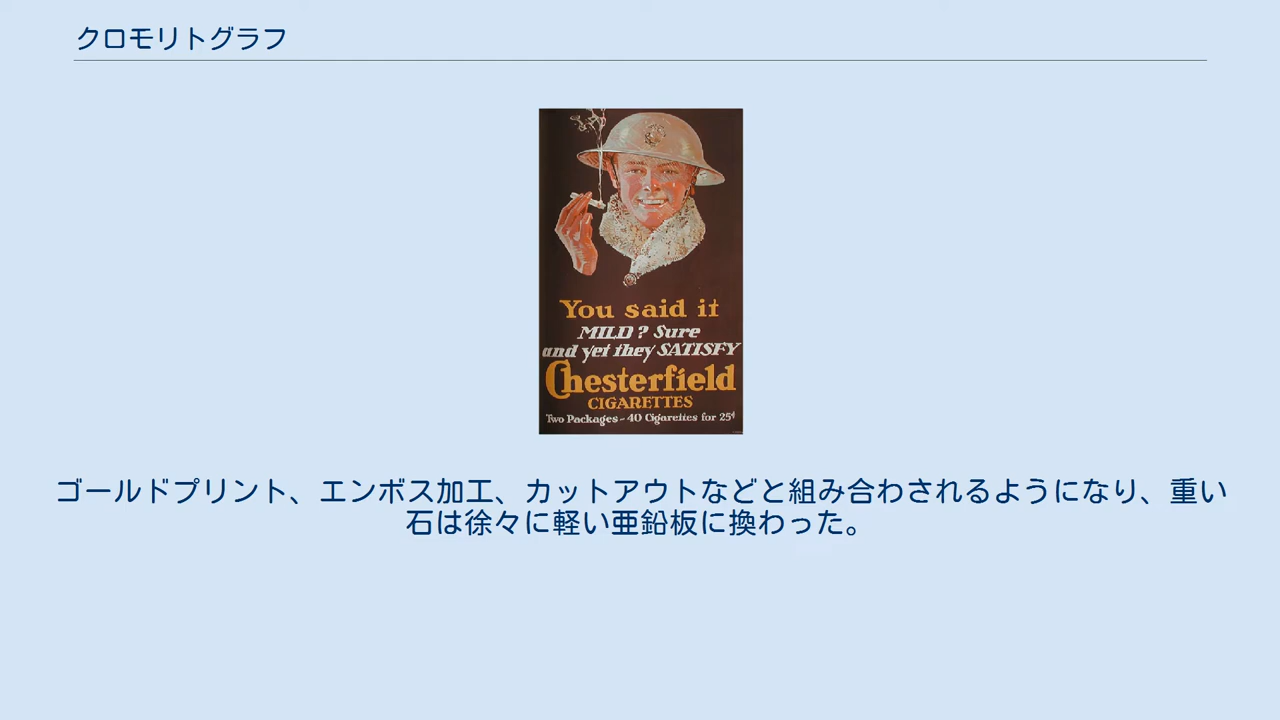 クロモリトグラフ
You said it
MILD? Sure
and yet they SATISFY
Chesterfield
CIGARETTES
Two Packages - 40 Cigarettes for 25¢
ゴールドプリント、エンボス加工、カットアウトなどと組み合わされるようになり、重い
石は徐々に軽い亜鉛板に換わった。